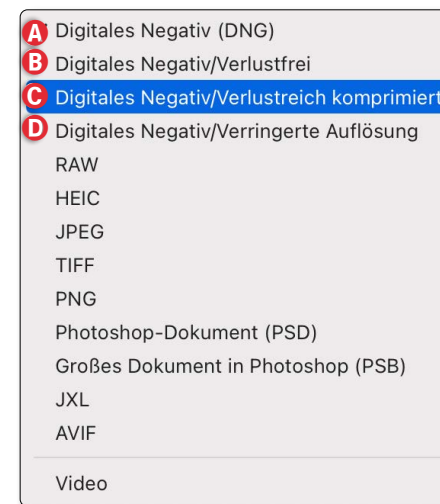 A Digitales Negativ (DNG)
B Digitales Negativ/Verlustfrei
C Digitales Negativ/Verlustreich komprimiert
D Digitales Negativ/Verringerte Auflösung
RAW
HEIC
JPEG
TIFF
PNG
Photoshop-Dokument (PSD)
Großes Dokument in Photoshop (PSB)
JXL
AVIF
Video